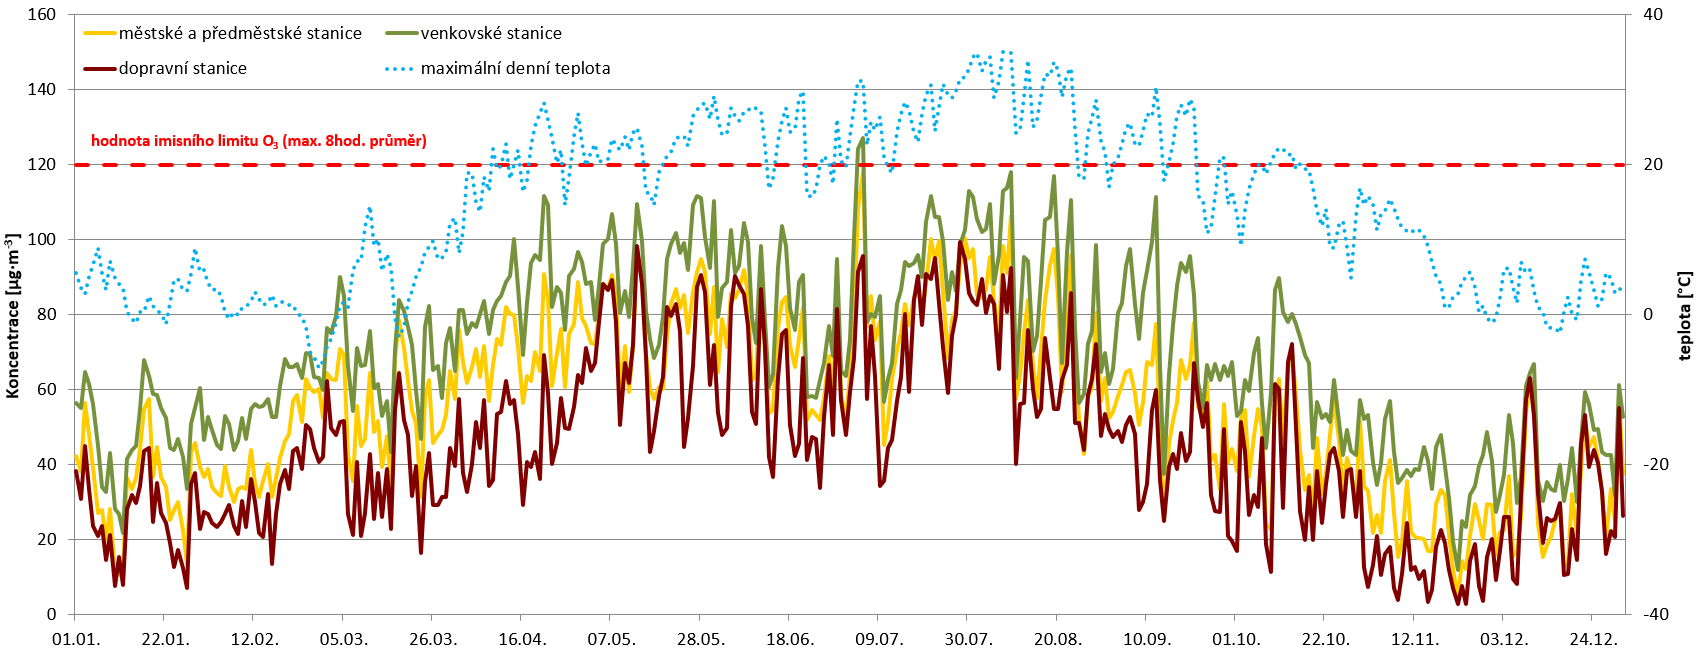 160
140
120
100
80
60
40
20
0
Koncentrace [µg·m-3]
městské a předměstské stanice
venkovské stanice
dopravní stanice
maximální denní teplota
hodnota imisního limitu O3 (max. 8hod. průměr)
40
20
0
-20
-40
teplota [°C]
01.01. 22.01. 12.02. 05.03. 26.03. 16.04. 07.05. 28.05. 18.06. 09.07. 30.07. 20.08. 10.09. 01.10. 22.10. 12.11. 03.12. 24.12.